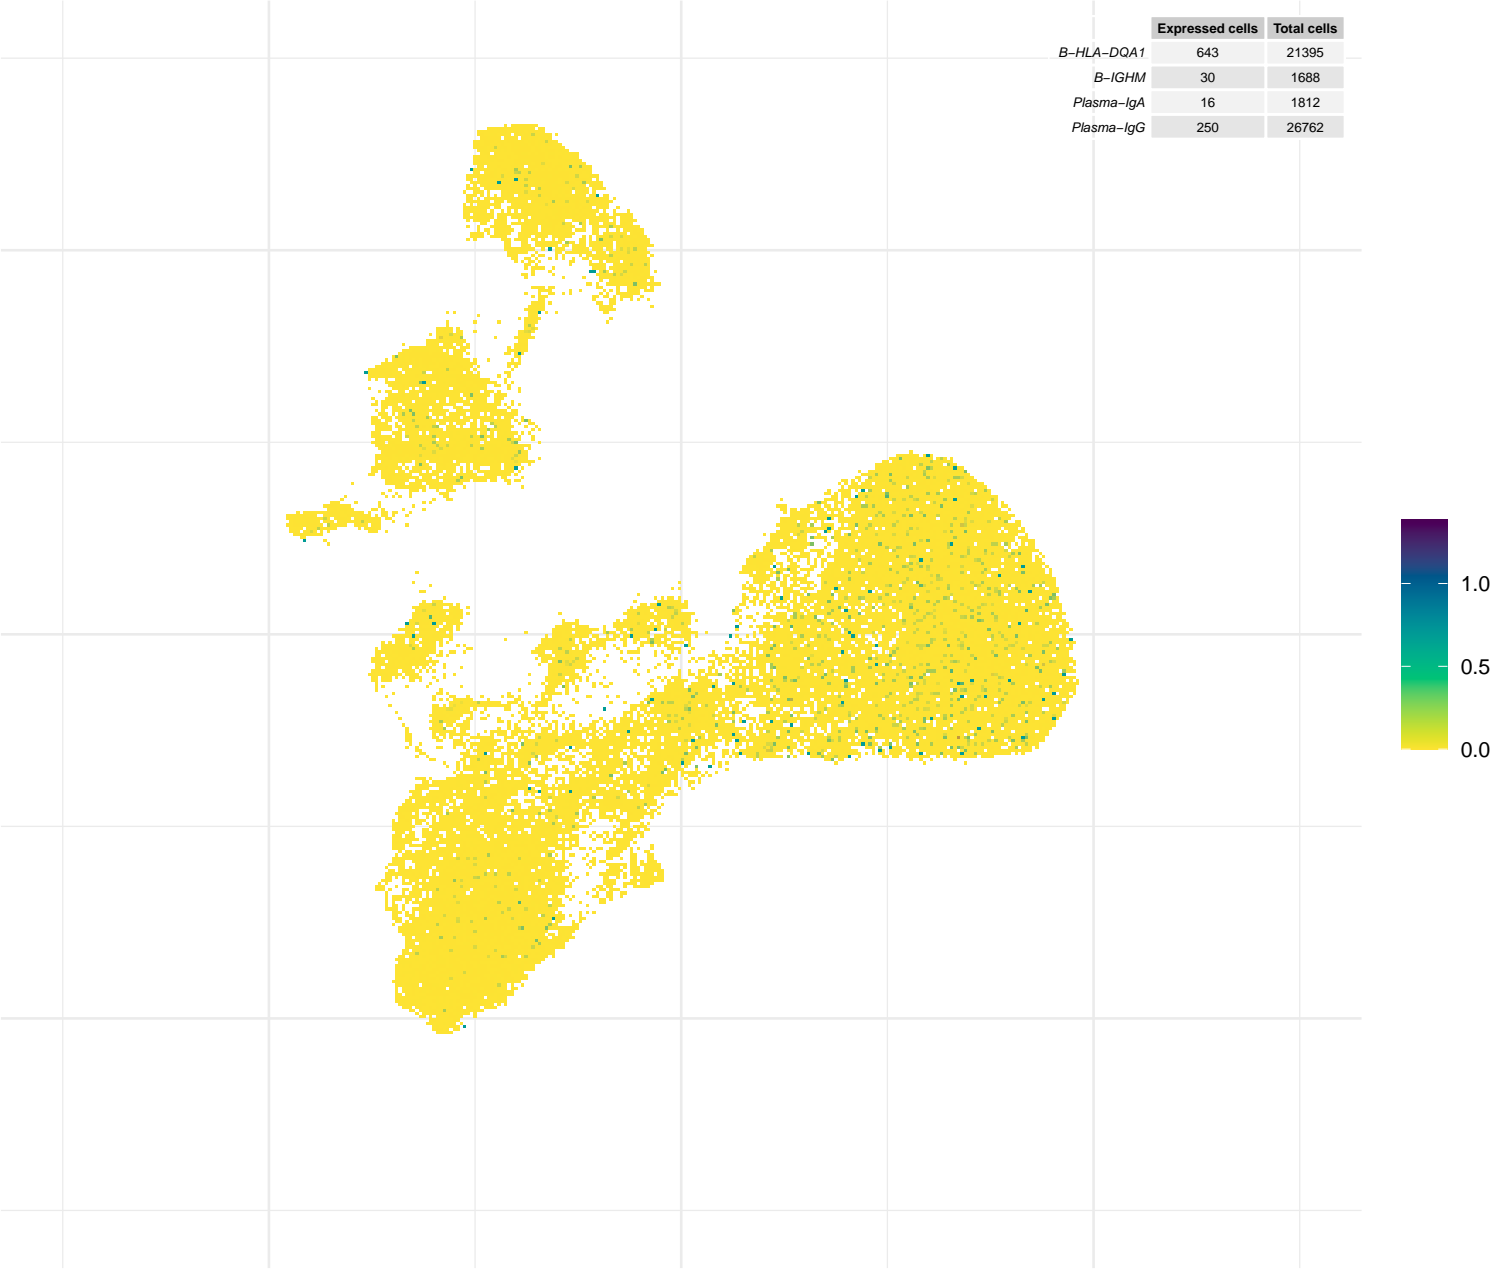 Expressed cells Total cells
B−HLA−DQA1 643 21395
B−IGHM 30 1688
Plasma−IgA 16 1812
Plasma−IgG 250 26762
1.0
0.5
0.0